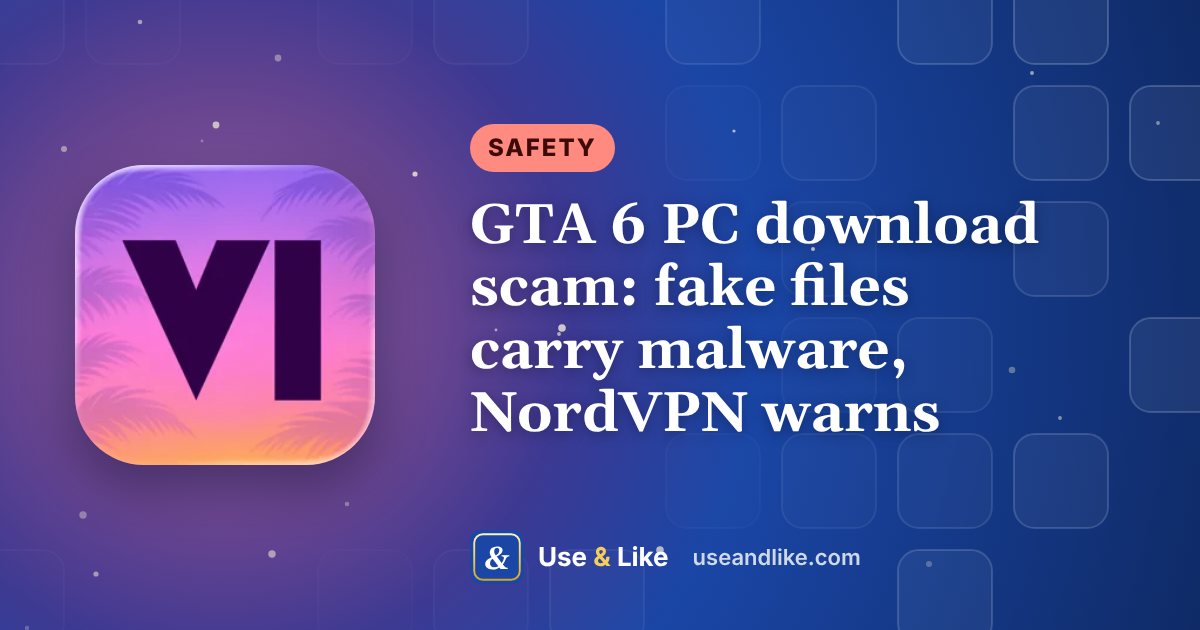 VI
SAFETY
GTA 6 PC download
scam: fake files
carry malware,
NordVPN warns
& Use & Like useandlike.com